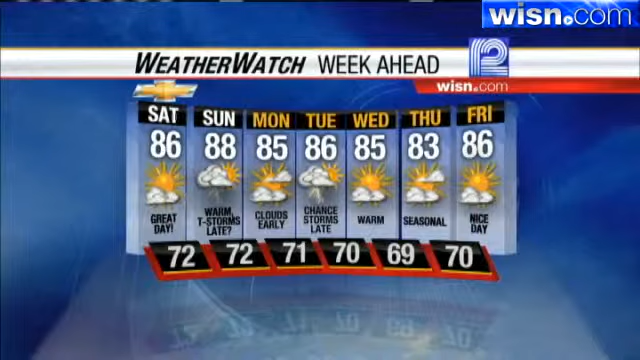 wisn.com
WEATHERWATCH WEEK AHEAD
12
wisn.com
SAT SUN MON TUE WED THU FRI
86 88 85 86 85 83 86
GREAT DAY!
WARM, T-STORMS LATE?
CLOUDS EARLY
CHANCE STORMS LATE
WARM
SEASONAL
NICE DAY
72 72 71 70 69 70